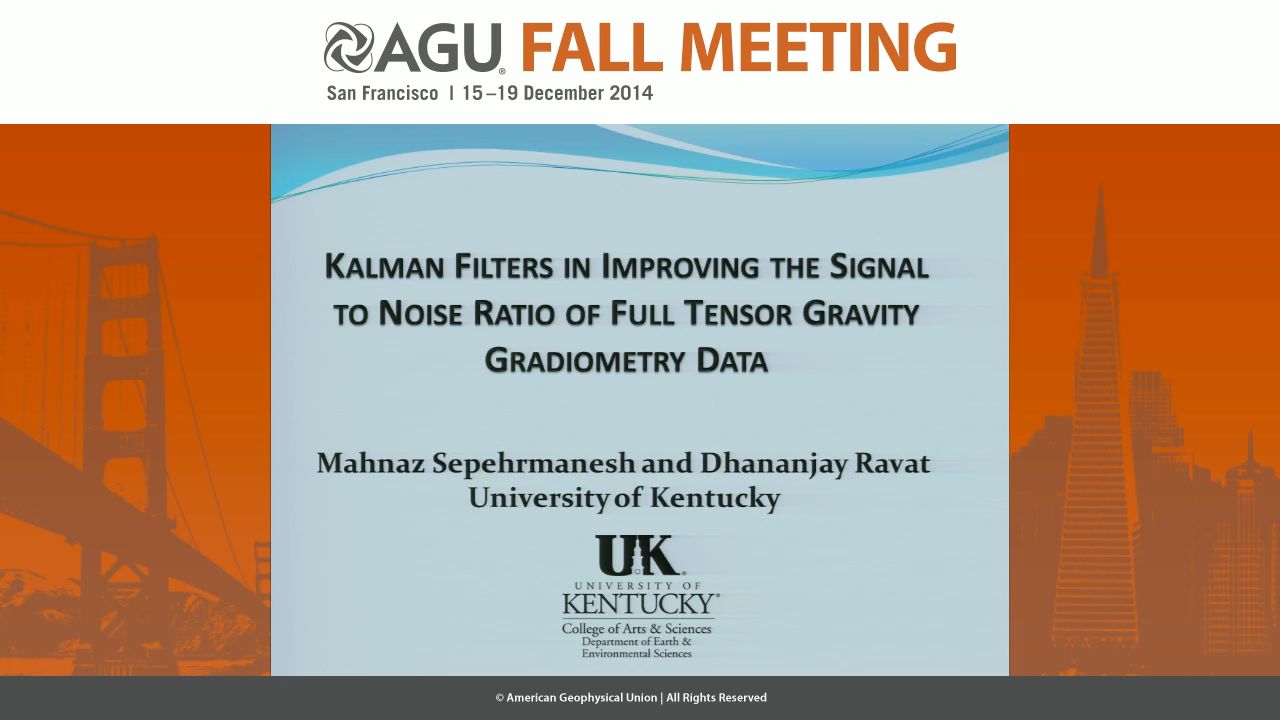 AGU® FALL MEETING
San Francisco | 15–19 December 2014
Kalman Filters in Improving the Signal
to Noise Ratio of Full Tensor Gravity
Gradiometry Data
Mahnaz Sepehrmanesh and Dhananjay Ravat
University of Kentucky
UK®
UNIVERSITY OF
KENTUCKY®
College of Arts & Sciences
Department of Earth &
Environmental Sciences
© American Geophysical Union | All Rights Reserved